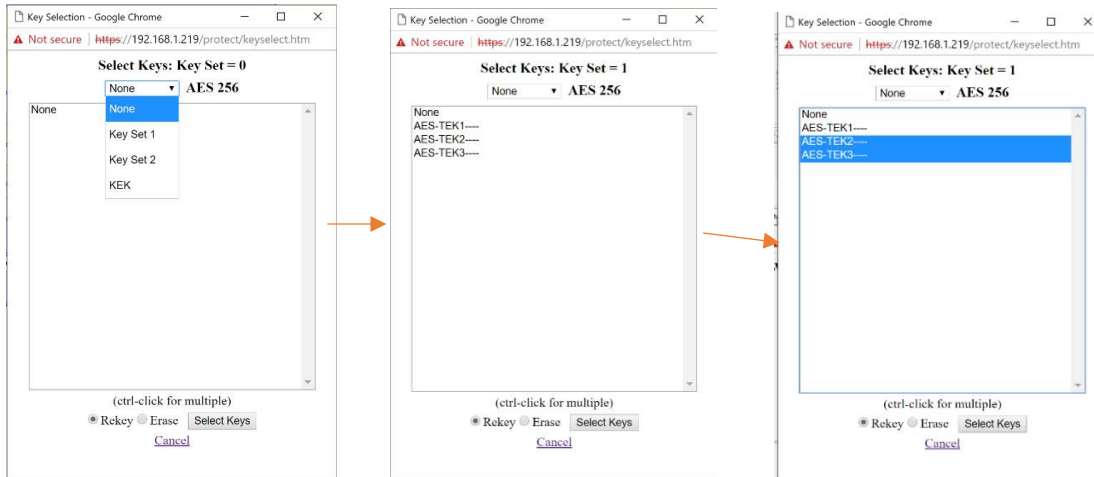 Key Selection - Google Chrome
Not secure | https://192.168.1.219/protect/keyselect.htm
Select Keys: Key Set = 0
None AES 256
None
None
Key Set 1
Key Set 2
KEK
(ctrl-click for multiple)
Rekey Erase Select Keys
Cancel
Key Selection - Google Chrome
Not secure | https://192.168.1.219/protect/keyselect.htm
Select Keys: Key Set = 1
None AES 256
None
AES-TEK1----
AES-TEK2----
AES-TEK3----
(ctrl-click for multiple)
Rekey Erase Select Keys
Cancel
Key Selection - Google Chrome
Not secure | https://192.168.1.219/protect/keyselect.htm
Select Keys: Key Set = 1
None AES 256
None
AES-TEK1----
AES-TEK2----
AES-TEK3----
(ctrl-click for multiple)
Rekey Erase Select Keys
Cancel